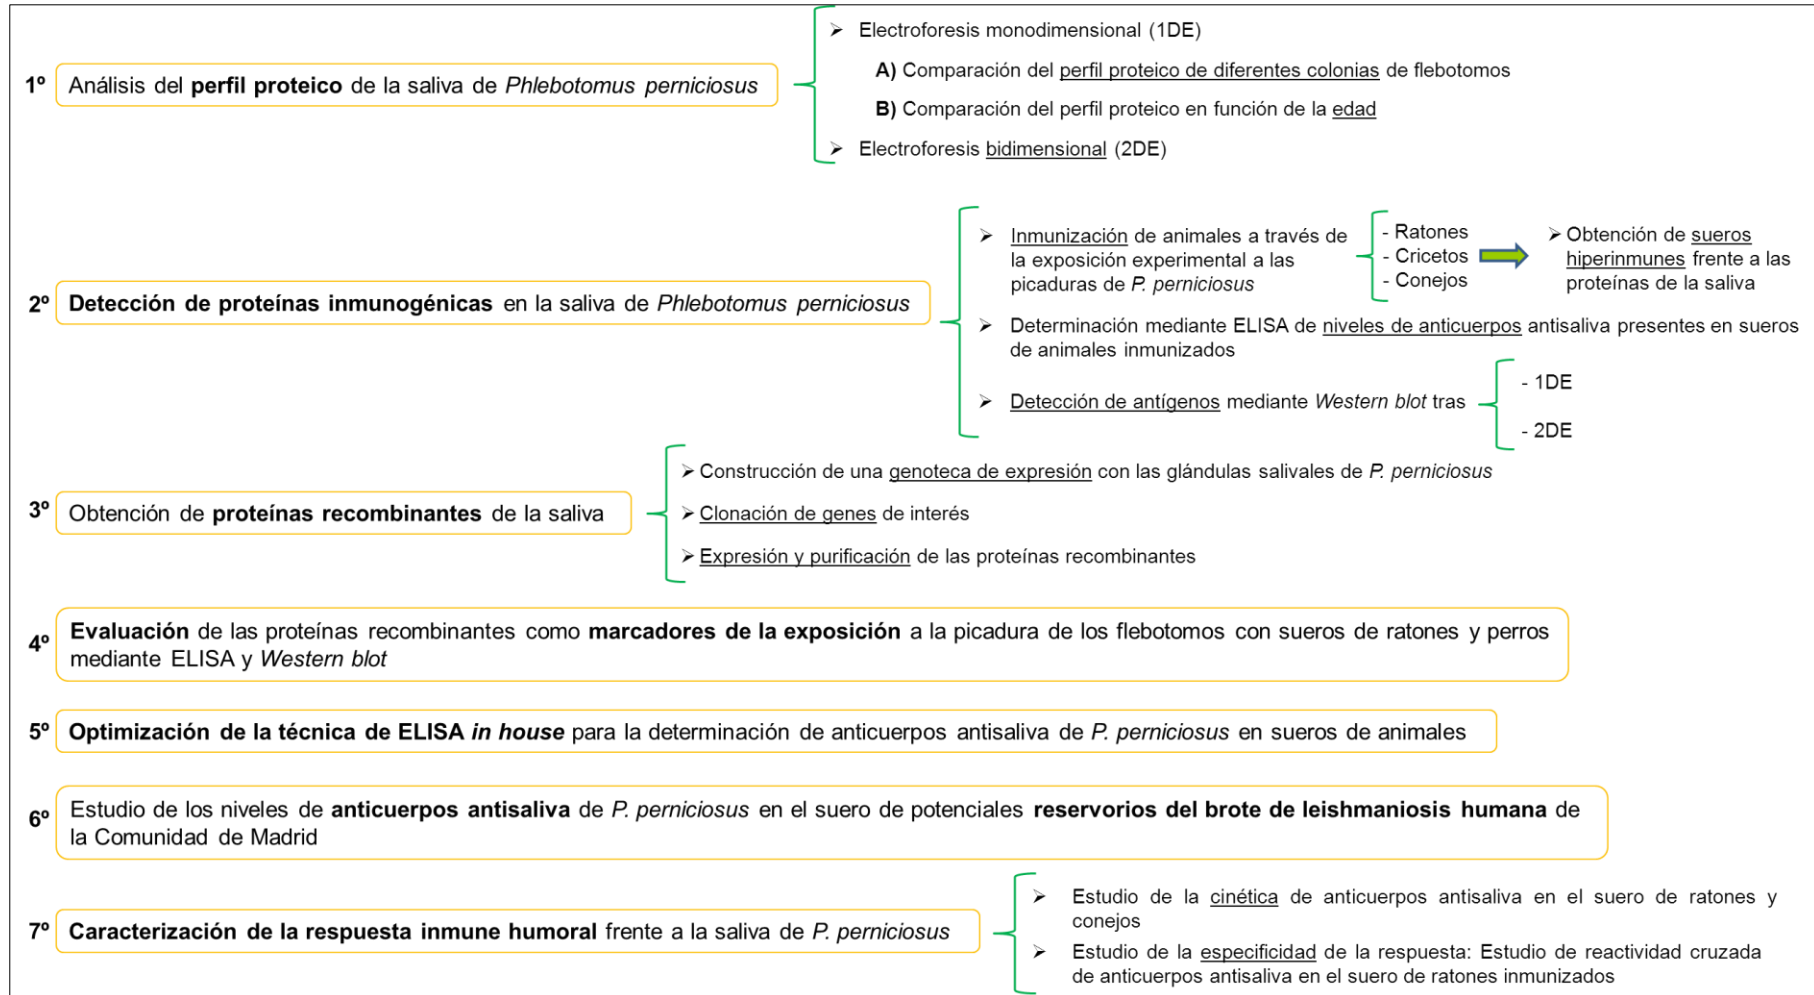 1º Análisis del perfil proteico de la saliva de Phlebotomus perniciosus
➢ Electroforesis monodimensional (1DE)
A) Comparación del perfil proteico de diferentes colonias de flebotomos
B) Comparación del perfil proteico en función de la edad
➢ Electroforesis bidimensional (2DE)
2º Detección de proteínas inmunogénicas en la saliva de Phlebotomus perniciosus
➢ Inmunización de animales a través de
la exposición experimental a las
picaduras de P. perniciosus
- Ratones
- Cricetos
- Conejos
➢ Obtención de sueros
hiperinmunes frente a las
proteínas de la saliva
➢ Determinación mediante ELISA de niveles de anticuerpos antisaliva presentes en sueros
de animales inmunizados
➢ Detección de antígenos mediante Western blot tras
- 1DE
- 2DE
3º Obtención de proteínas recombinantes de la saliva
➢ Construcción de una genoteca de expresión con las glándulas salivales de P. perniciosus
➢ Clonación de genes de interés
➢ Expresión y purificación de las proteínas recombinantes
4º Evaluación de las proteínas recombinantes como marcadores de la exposición a la picadura de los flebotomos con sueros de ratones y perros
mediante ELISA y Western blot
5º Optimización de la técnica de ELISA in house para la determinación de anticuerpos antisaliva de P. perniciosus en sueros de animales
6º Estudio de los niveles de anticuerpos antisaliva de P. perniciosus en el suero de potenciales reservorios del brote de leishmaniosis humana de
la Comunidad de Madrid
7º Caracterización de la respuesta inmune humoral frente a la saliva de P. perniciosus
➢ Estudio de la cinética de anticuerpos antisaliva en el suero de ratones y
conejos
➢ Estudio de la especificidad de la respuesta: Estudio de reactividad cruzada
de anticuerpos antisaliva en el suero de ratones inmunizados